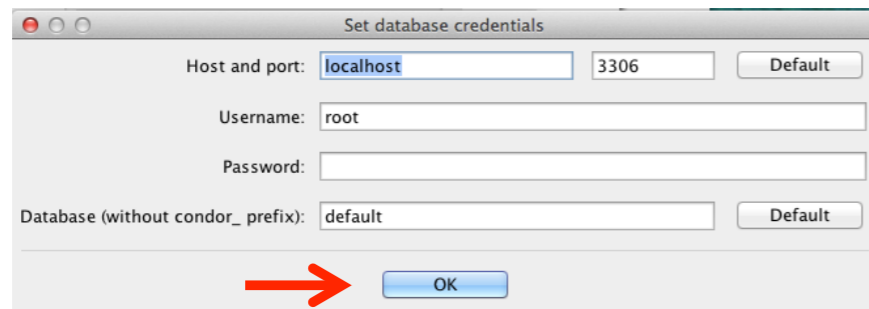 Set database credentials
Host and port: localhost 3306 Default
Username: root
Password:
Database (without condor_ prefix): default Default
OK